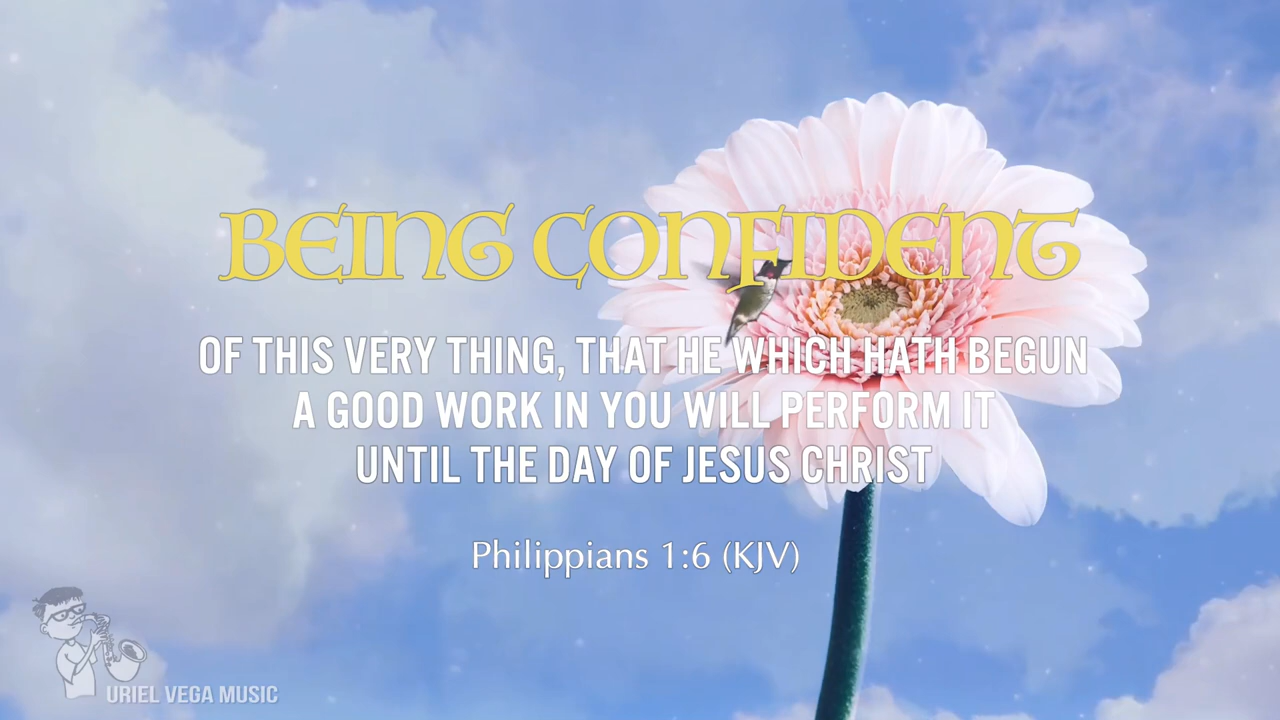 BEING CONFIDENT
OF THIS VERY THING, THAT HE WHICH HATH BEGUN
A GOOD WORK IN YOU WILL PERFORM IT
UNTIL THE DAY OF JESUS CHRIST
Philippians 1:6 (KJV)
URIEL VEGA MUSIC